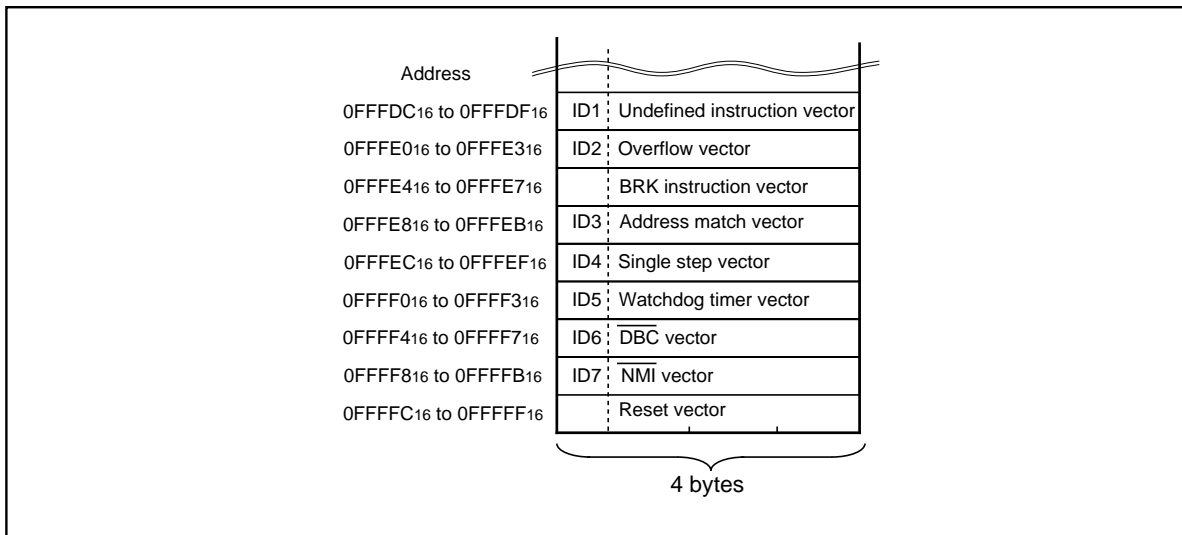 Address
0FFFDC16 to 0FFFDF16 ID1 Undefined instruction vector
0FFFE016 to 0FFFE316 ID2 Overflow vector
0FFFE416 to 0FFFE716 BRK instruction vector
0FFFE816 to 0FFFEB16 ID3 Address match vector
0FFFEC16 to 0FFFEF16 ID4 Single step vector
0FFFF016 to 0FFFF316 ID5 Watchdog timer vector
0FFFF416 to 0FFFF716 ID6 DBC vector
0FFFF816 to 0FFFFB16 ID7 NMI vector
0FFFFC16 to 0FFFFF16 Reset vector
4 bytes